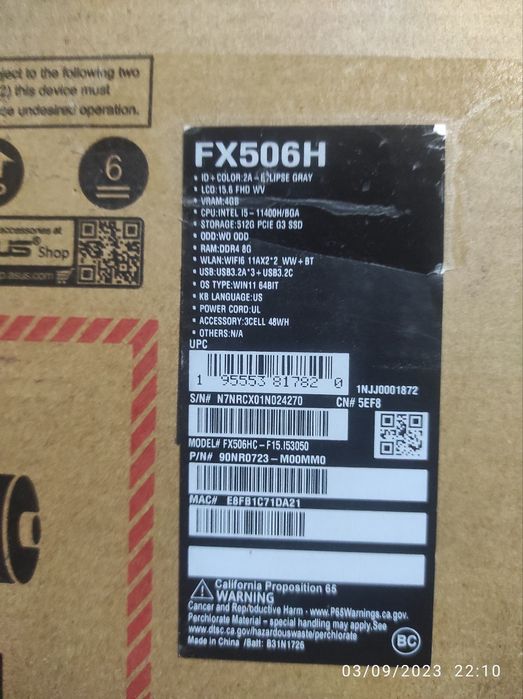 ject to the following two
2) this device must
ce undesired operation.
6
accessories at
US Shop
p.asus.com
FX506H
• ID+COLOR:2A-ECLIPSE GRAY
• LCD:15.6 FHD WV
• VRAM:4GB
• CPU:INTEL I5-11400H/BGA
• STORAGE:512G PCIE G3 SSD
• ODD:WO ODD
• RAM:DDR4 8G
• WLAN:WIFI6 11AX2*2 WW+BT
• USB:USB3.2A*3+USB3.2C
• OS TYPE:WIN11 64BIT
• KB LANGUAGE:US
• POWER CORD:UL
• ACCESSORY:3CELL 48WH
• OTHERS:N/A
UPC
1 95553 81782 0
1NJJ0001872
S/N# N7NRCX01N024270
CN# 5EF8
MODEL# FX506HC-F15.I53050
P/N# 90NR0723-M00MM0
MAC# E8FB1C71DA21
California Proposition 65
WARNING
Cancer and Reproductive Harm - www.P65Warnings.ca.gov.
Perchlorate Material - special handling may apply.See
www.dtsc.ca.gov/hazardouswaste/perchlorate
Made in China /Batt: B31N1726
BC
03/09/2023 22:10